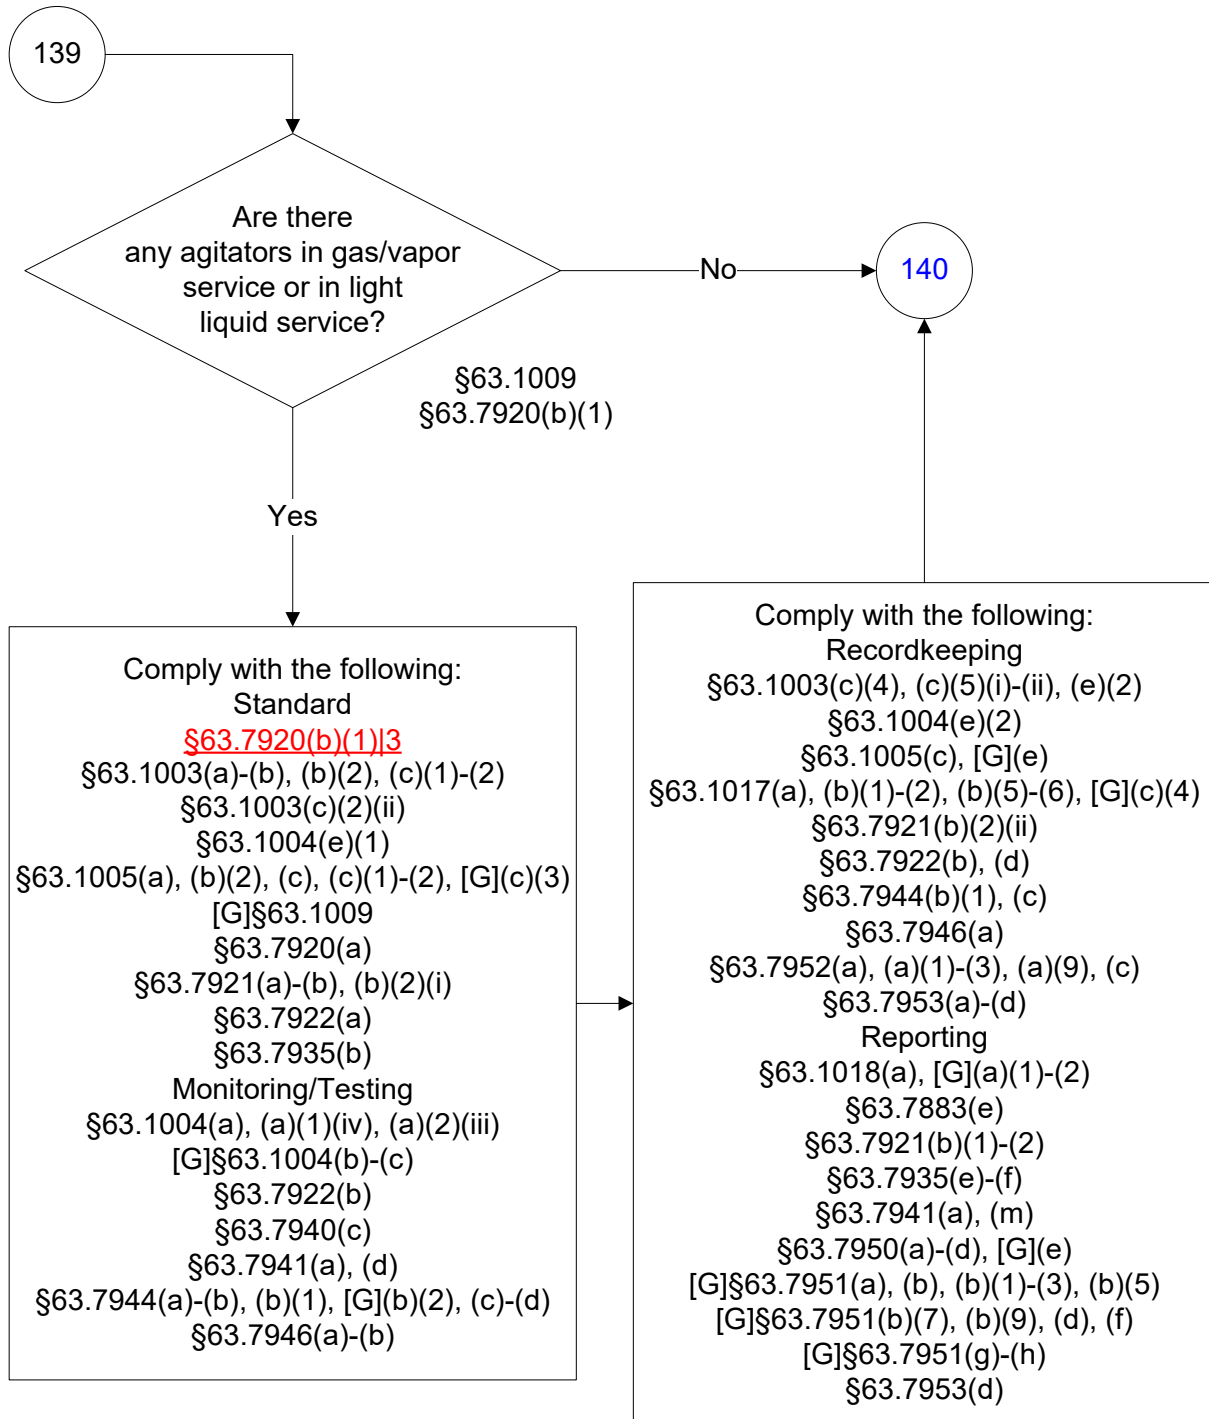 139
Are there
any agitators in gas/vapor
service or in light
liquid service?
No
140
§63.1009
§63.7920(b)(1)
Yes
Comply with the following:
Standard
§63.7920(b)(1)|3
§63.1003(a)-(b), (b)(2), (c)(1)-(2)
§63.1003(c)(2)(ii)
§63.1004(e)(1)
§63.1005(a), (b)(2), (c), (c)(1)-(2), [G](c)(3)
[G]§63.1009
§63.7920(a)
§63.7921(a)-(b), (b)(2)(i)
§63.7922(a)
§63.7935(b)
Monitoring/Testing
§63.1004(a), (a)(1)(iv), (a)(2)(iii)
[G]§63.1004(b)-(c)
§63.7922(b)
§63.7940(c)
§63.7941(a), (d)
§63.7944(a)-(b), (b)(1), [G](b)(2), (c)-(d)
§63.7946(a)-(b)
Comply with the following:
Recordkeeping
§63.1003(c)(4), (c)(5)(i)-(ii), (e)(2)
§63.1004(e)(2)
§63.1005(c), [G](e)
§63.1017(a), (b)(1)-(2), (b)(5)-(6), [G](c)(4)
§63.7921(b)(2)(ii)
§63.7922(b), (d)
§63.7944(b)(1), (c)
§63.7946(a)
§63.7952(a), (a)(1)-(3), (a)(9), (c)
§63.7953(a)-(d)
Reporting
§63.1018(a), [G](a)(1)-(2)
§63.7883(e)
§63.7921(b)(1)-(2)
§63.7935(e)-(f)
§63.7941(a), (m)
§63.7950(a)-(d), [G](e)
[G]§63.7951(a), (b), (b)(1)-(3), (b)(5)
[G]§63.7951(b)(7), (b)(9), (d), (f)
[G]§63.7951(g)-(h)
§63.7953(d)